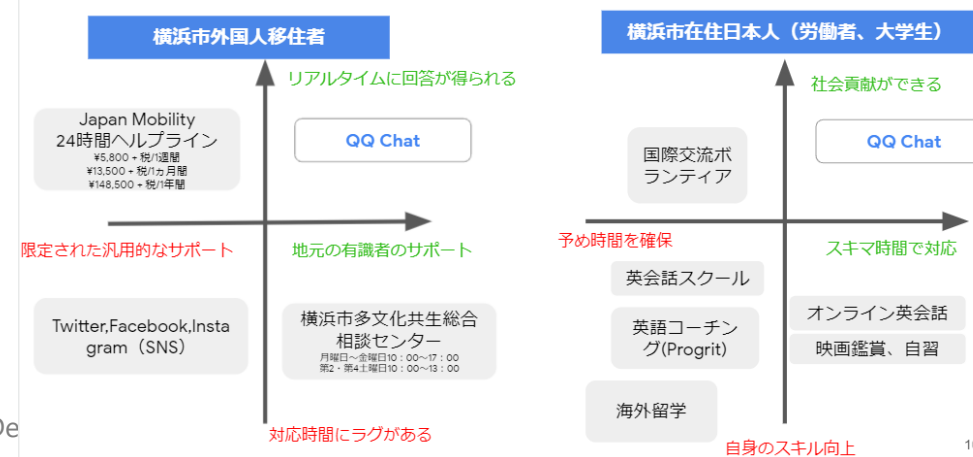 横浜市外国人移住者
リアルタイムに回答が得られる
Japan Mobility
24時間ヘルプライン
¥5,800 + 税/1週間
¥13,500 + 税/1ヵ月間
¥148,500 + 税/1年間
QQ Chat
限定された汎用的なサポート
地元の有識者のサポート
Twitter,Facebook,Insta
gram（SNS）
横浜市多文化共生総合
相談センター
月曜日～金曜日10：00～17：00
第2・第4土曜日10：00～13：00
対応時間にラグがある
横浜市在住日本人（労働者、大学生）
社会貢献ができる
国際交流ボ
ランティア
QQ Chat
予め時間を確保
スキマ時間で対応
英会話スクール
英語コーチン
グ(Progrit)
海外留学
オンライン英会話
映画鑑賞、自習
自身のスキル向上